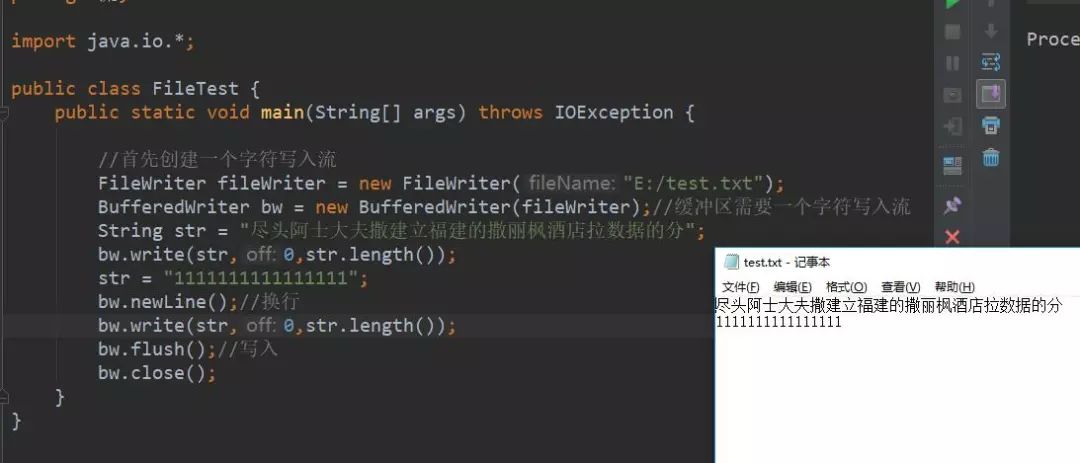 import java.io.*;
public class FileTest {
public static void main(String[] args) throws IOException {
//首先创建一个字符写入流
FileWriter fileWriter = new FileWriter( fileName: "E:/test.txt");
BufferedWriter bw = new BufferedWriter(fileWriter);//缓冲区需要一个字符写入流
String str = "尽头阿士大夫撒建立福建的撒丽枫酒店拉数据的分";
bw.write(str, off: 0,str.length());
str = "1111111111111111";
bw.newLine();//换行
bw.write(str, off: 0,str.length());
bw.flush();//写入
bw.close();
}
}
Proce
test.txt - 记事本
文件(F) 编辑(E) 格式(O) 查看(V) 帮助(H)
尽头阿士大夫撒建立福建的撒丽枫酒店拉数据的分
1111111111111111